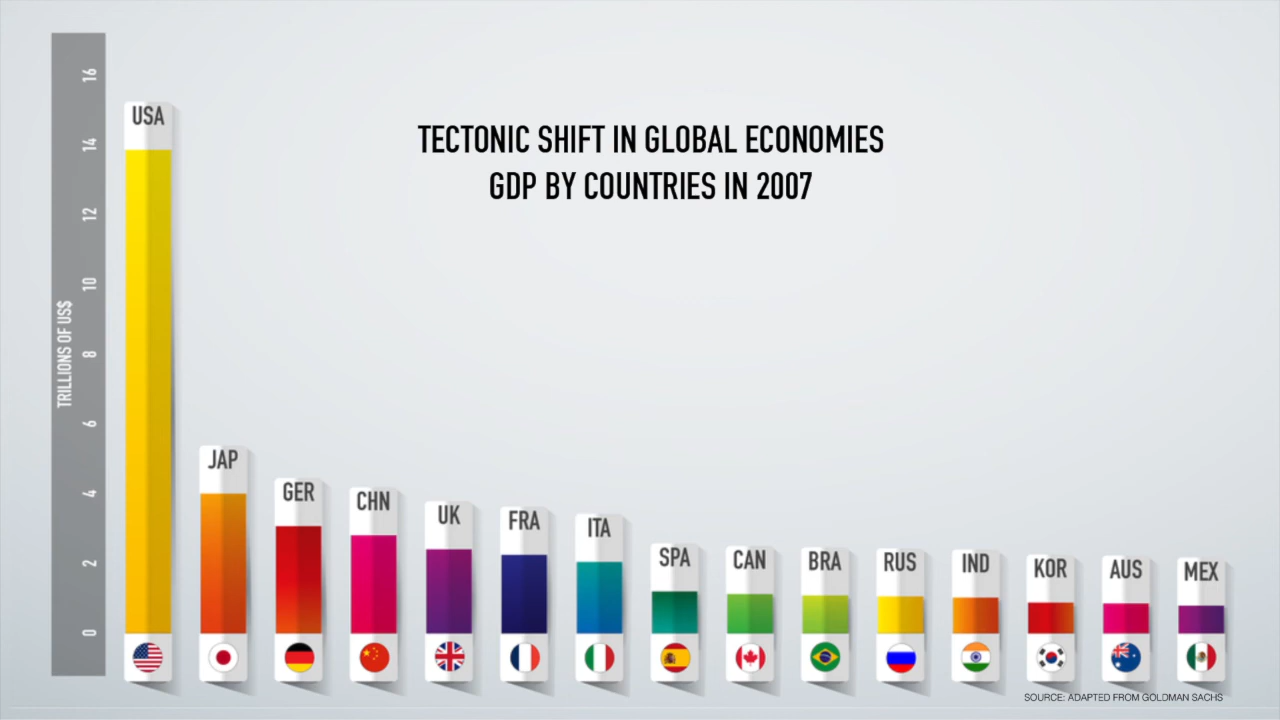 TECTONIC SHIFT IN GLOBAL ECONOMIES
GDP BY COUNTRIES IN 2007
TRILLIONS OF US$
16
14
12
10
8
6
4
2
0
USA
JAP
GER
CHN
UK
FRA
ITA
SPA
CAN
BRA
RUS
IND
KOR
AUS
MEX
SOURCE: ADAPTED FROM GOLDMAN SACHS